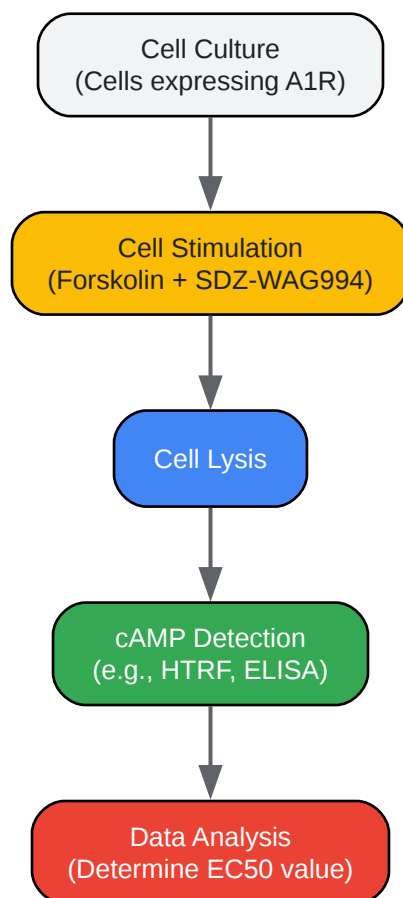 Cell Culture
(Cells expressing A1R)
Cell Stimulation
(Forskolin + SDZ-WAG994)
Cell Lysis
cAMP Detection
(e.g., HTRF, ELISA)
Data Analysis
(Determine EC50 value)